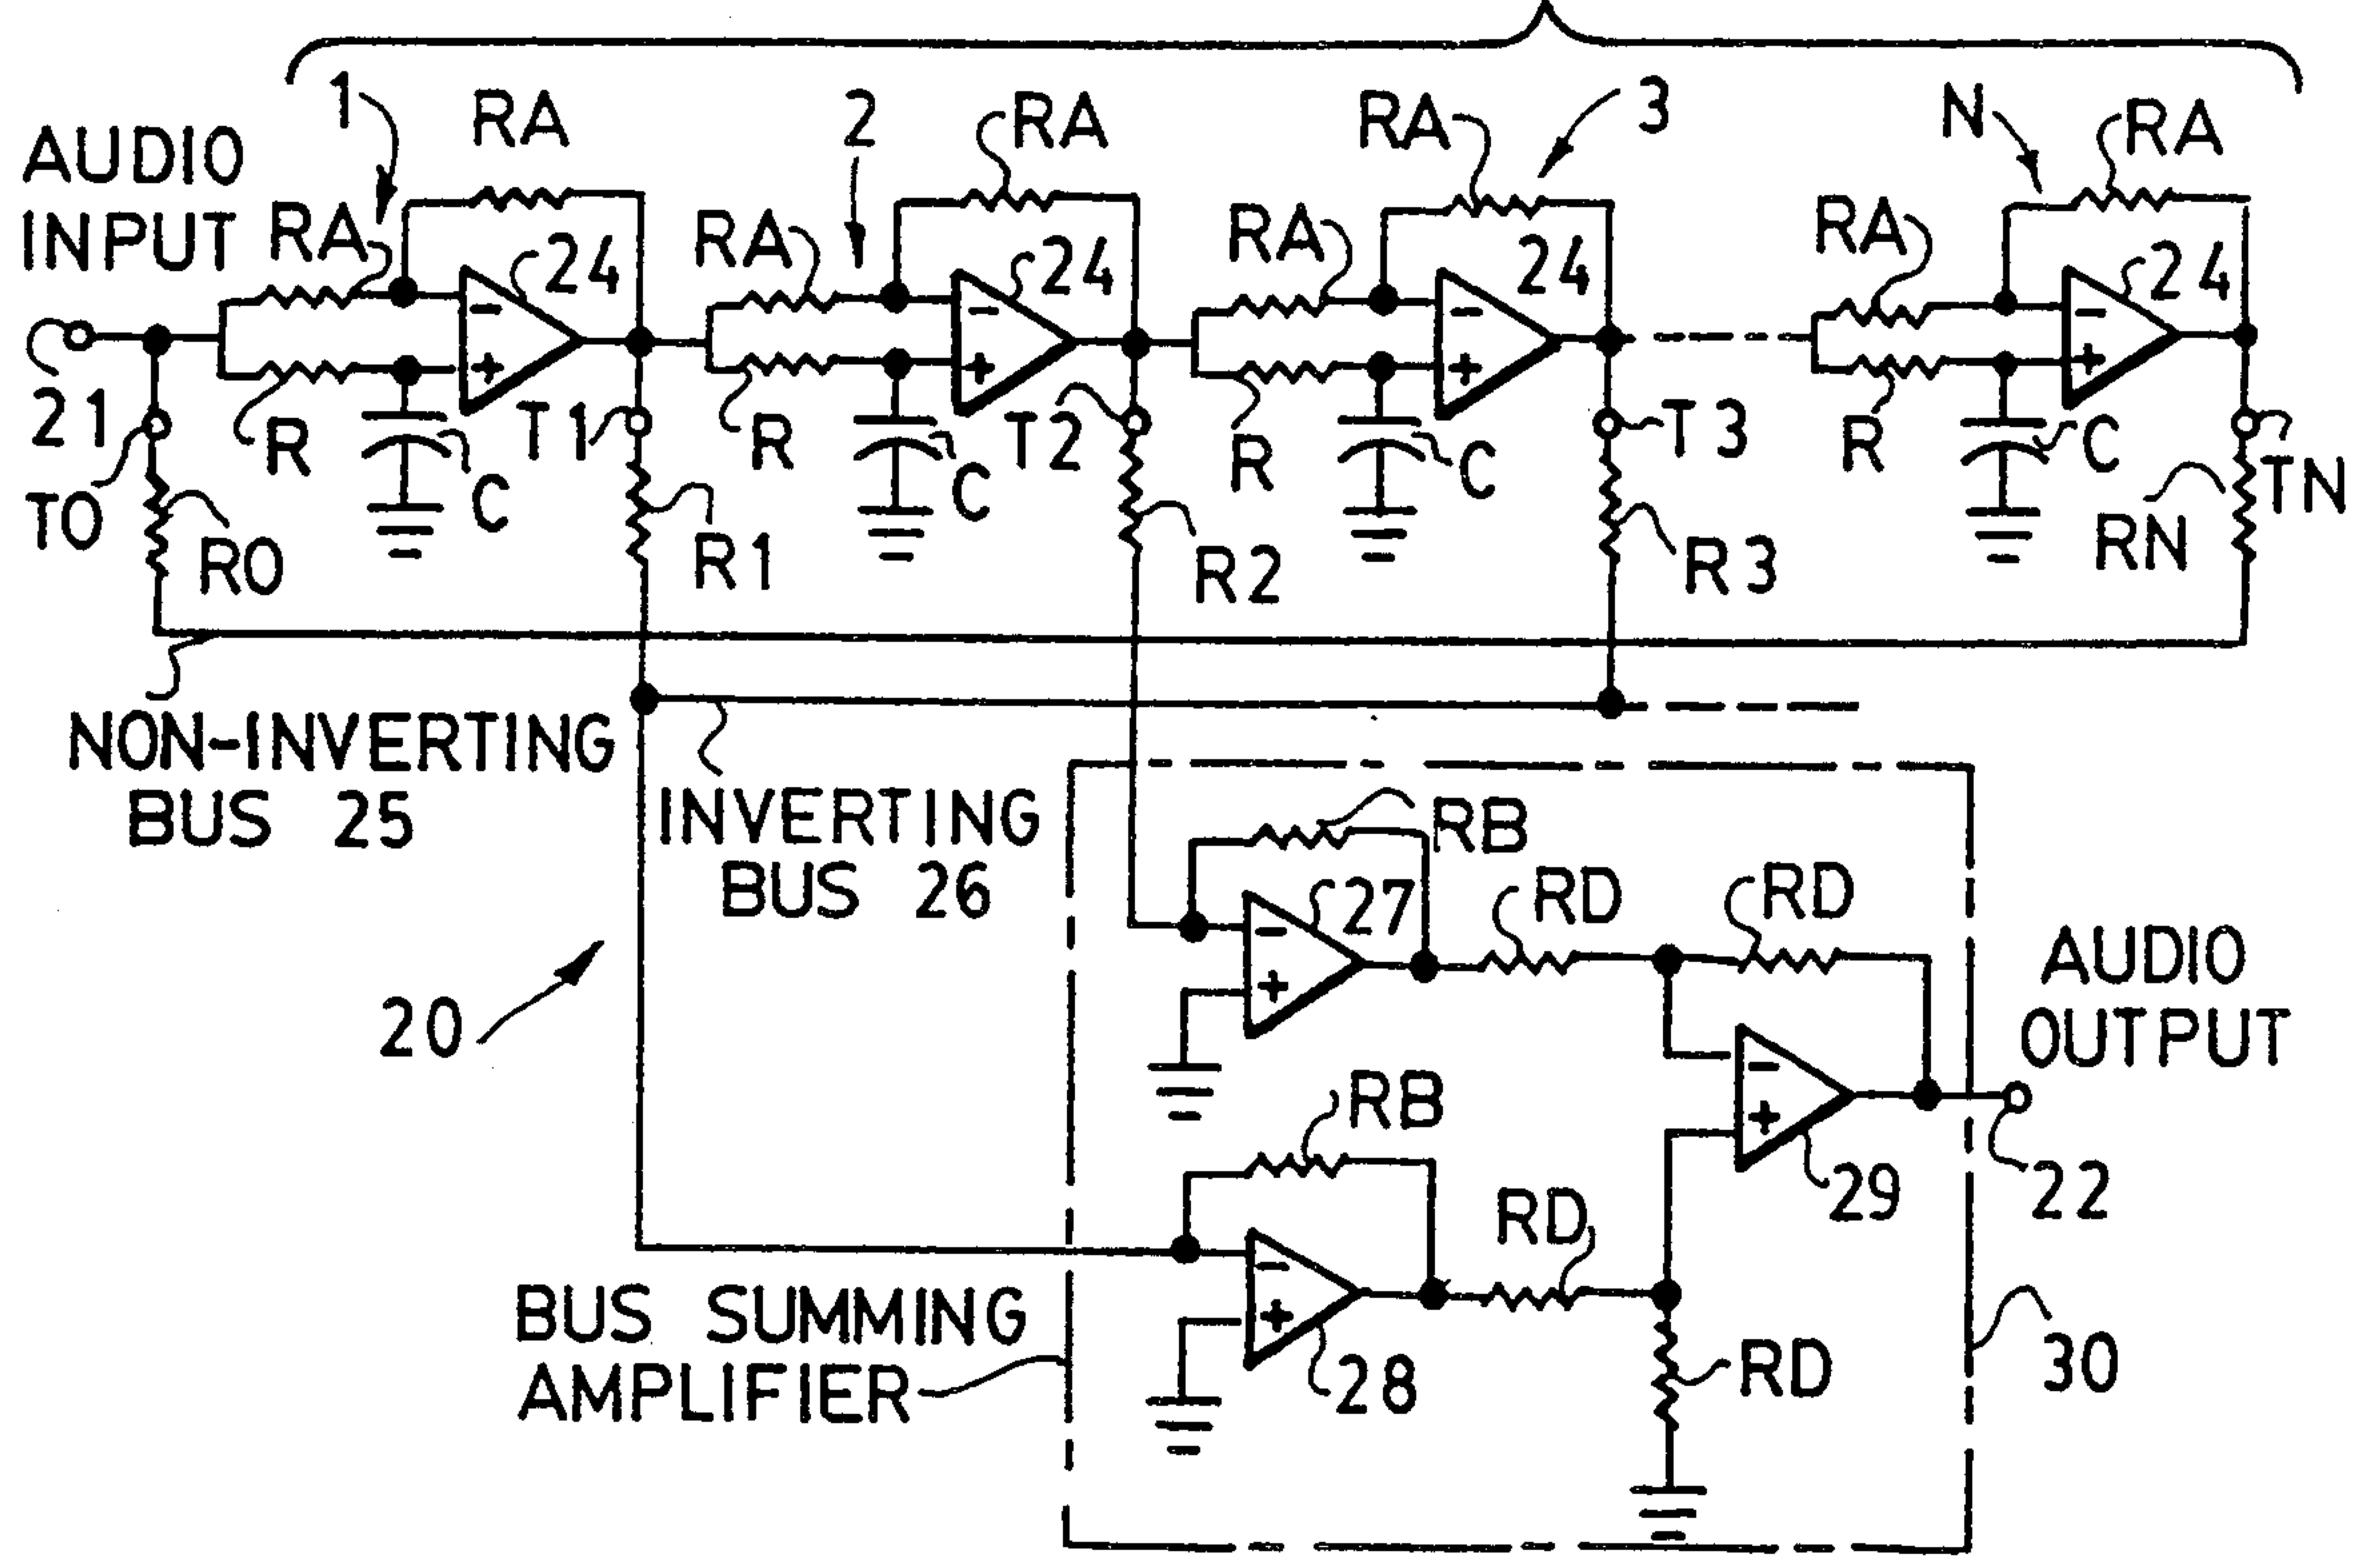 1
RA
2
RA
RA
3
N
RA
AUDIO
INPUT
RA
24
RA
24
RA
24
RA
24
-
+
-
+
-
+
-
+
21
TO
RO
R
C
T1
R1
R
C
T2
R2
R
C
T3
R3
R
C
RN
TN
NON-INVERTING
BUS 25
INVERTING
BUS 26
RB
27
-
+
RD
RD
AUDIO
OUTPUT
20
RB
-
+
29
22
RD
BUS SUMMING
AMPLIFIER
-
+
28
RD
30